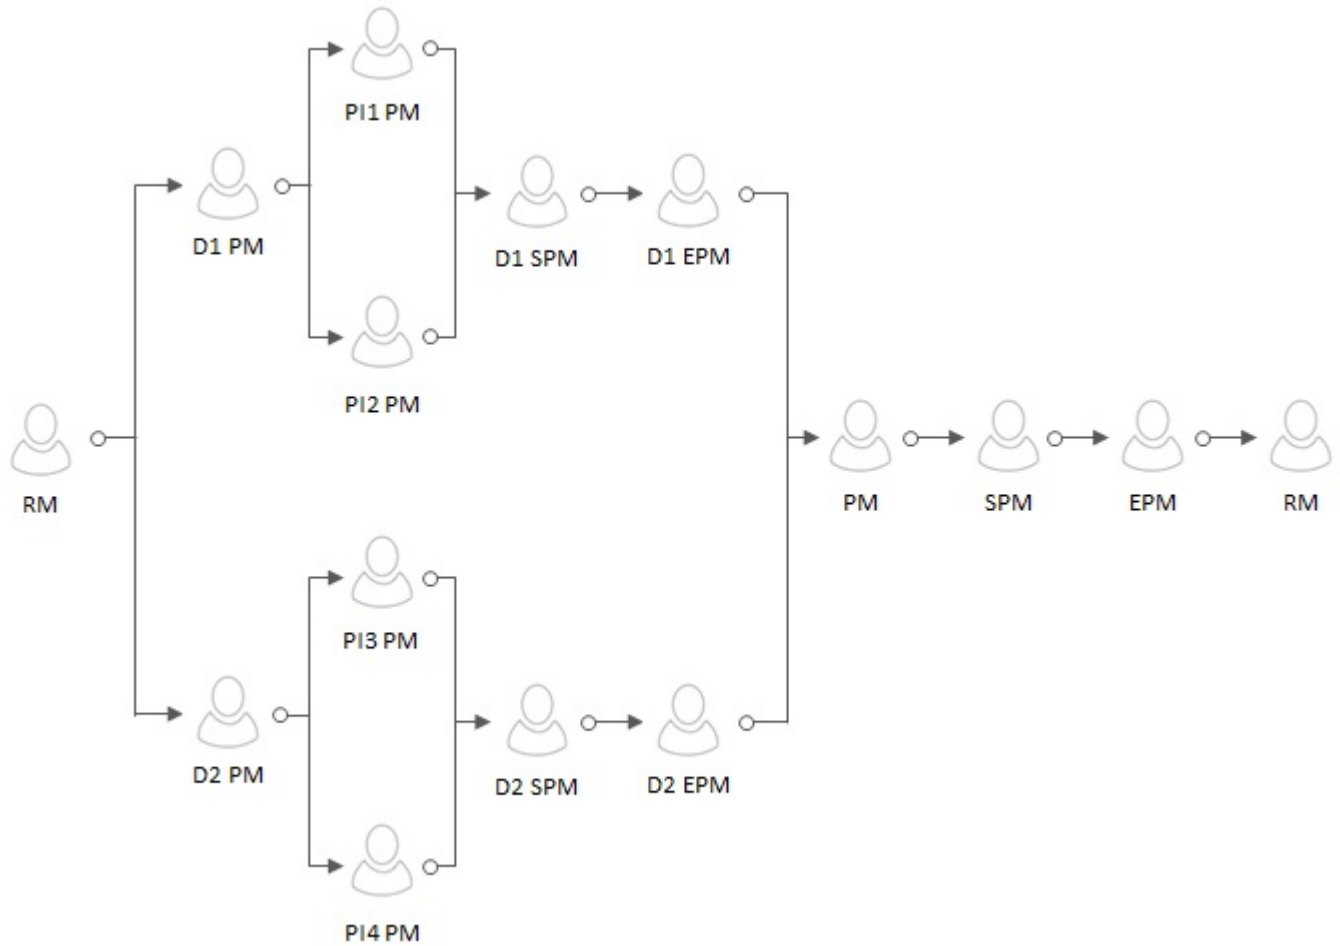 PI1 PM
D1 PM
D1 SPM
D1 EPM
PI2 PM
RM
PM
SPM
EPM
RM
PI3 PM
D2 PM
D2 SPM
D2 EPM
PI4 PM